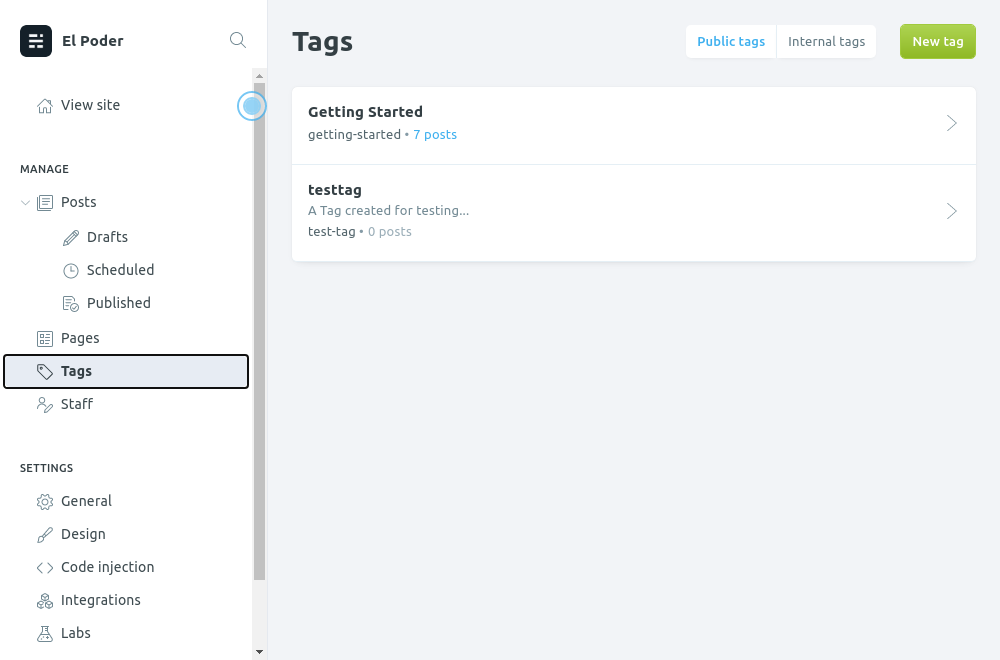 El Poder
View site
MANAGE
Posts
Drafts
Scheduled
Published
Pages
Tags
Staff
SETTINGS
General
Design
Code injection
Integrations
Labs
Tags
Public tags
Internal tags
New tag
Getting Started
getting-started • 7 posts
testtag
A Tag created for testing...
test-tag • 0 posts